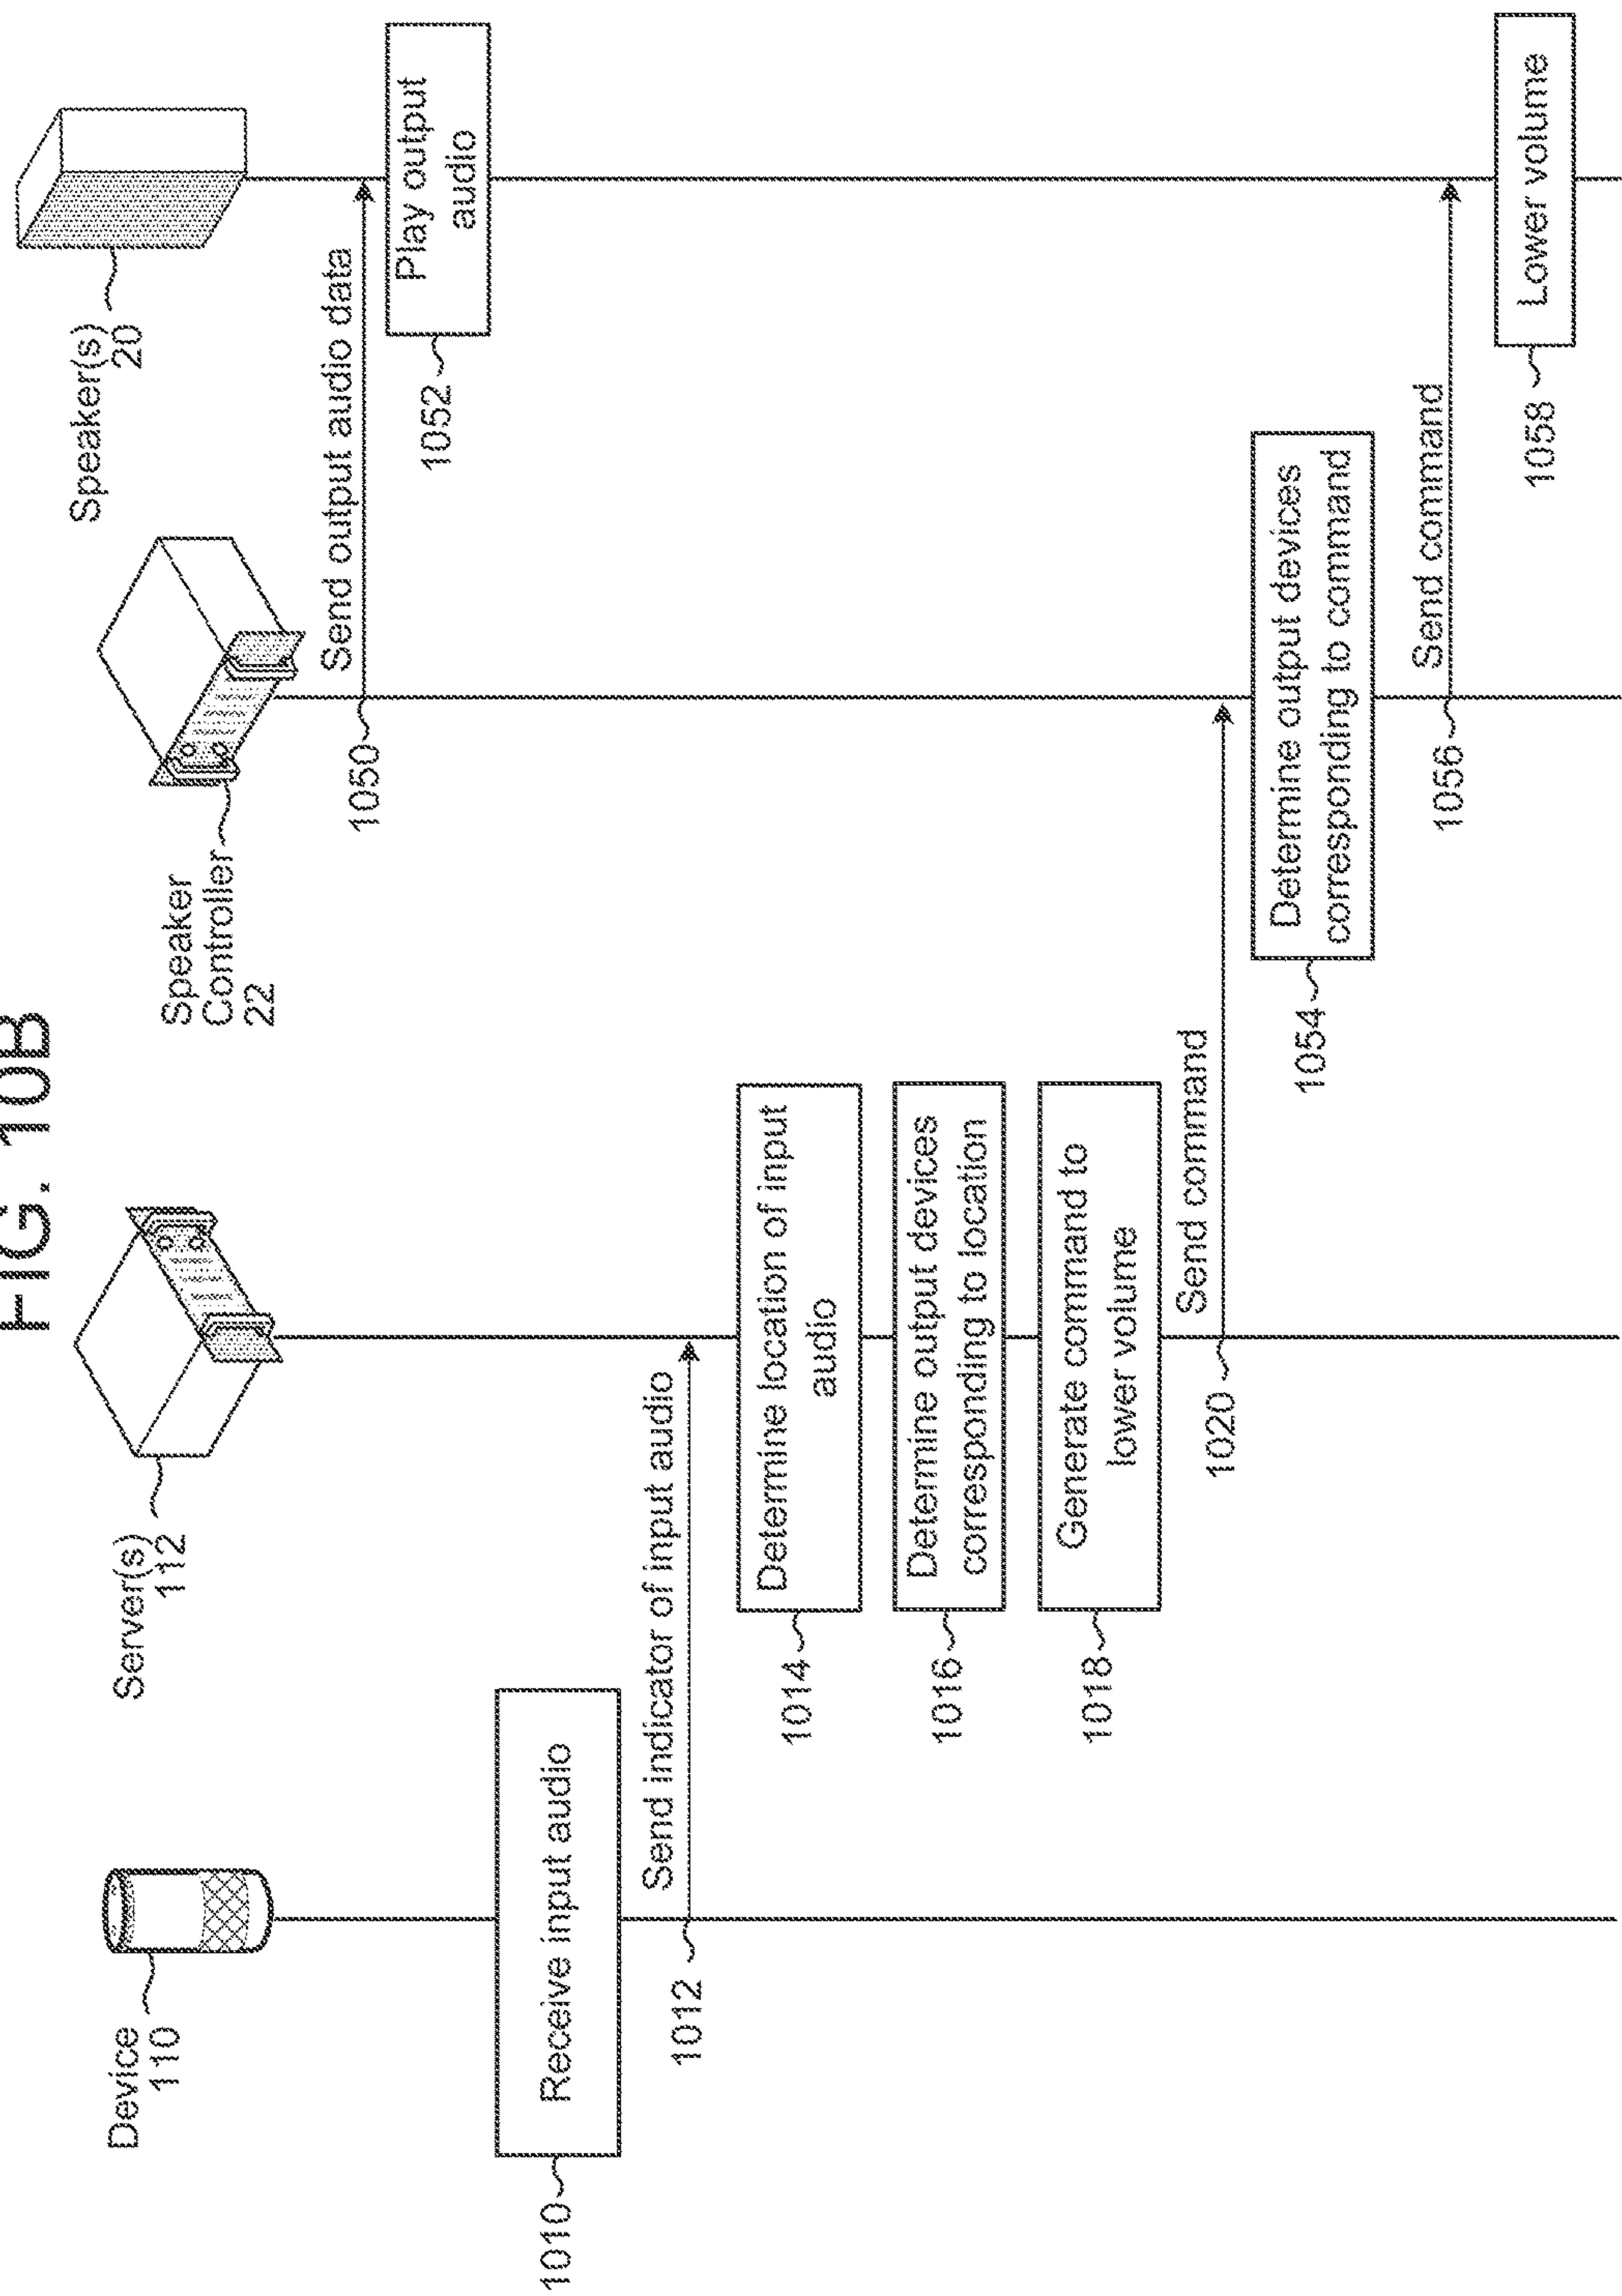 FIG. 10B
Device
110
Server(s)
112
Speaker
Controller
22
Speaker(s)
20
1050
Send output audio data
1052
Play output
audio
1010
Receive input audio
1012
Send indicator of input audio
1014
Determine location of input
audio
1016
Determine output devices
corresponding to location
1018
Generate command to
lower volume
1020
Send command
1054
Determine output devices
corresponding to command
1056
Send command
1058
Lower volume